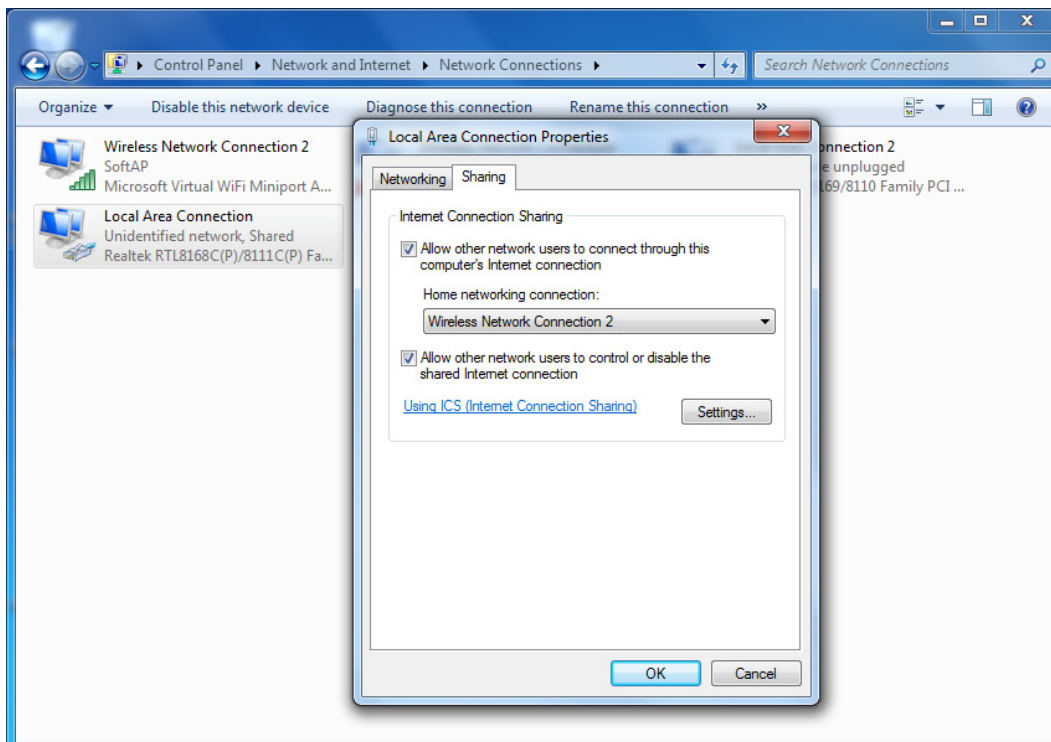 Control Panel Network and Internet Network Connections
Search Network Connections
Organize Disable this network device Diagnose this connection Rename this connection »
Wireless Network Connection 2
SoftAP
Microsoft Virtual WiFi Miniport A...
Local Area Connection
Unidentified network, Shared
Realtek RTL8168C(P)/8111C(P) Fa...
Local Area Connection Properties
Networking Sharing
Internet Connection Sharing
Allow other network users to connect through this
computer's Internet connection
Home networking connection:
Wireless Network Connection 2
Allow other network users to control or disable the
shared Internet connection
Using ICS (Internet Connection Sharing)
Settings...
OK Cancel
2
unplugged
Family PCI ...